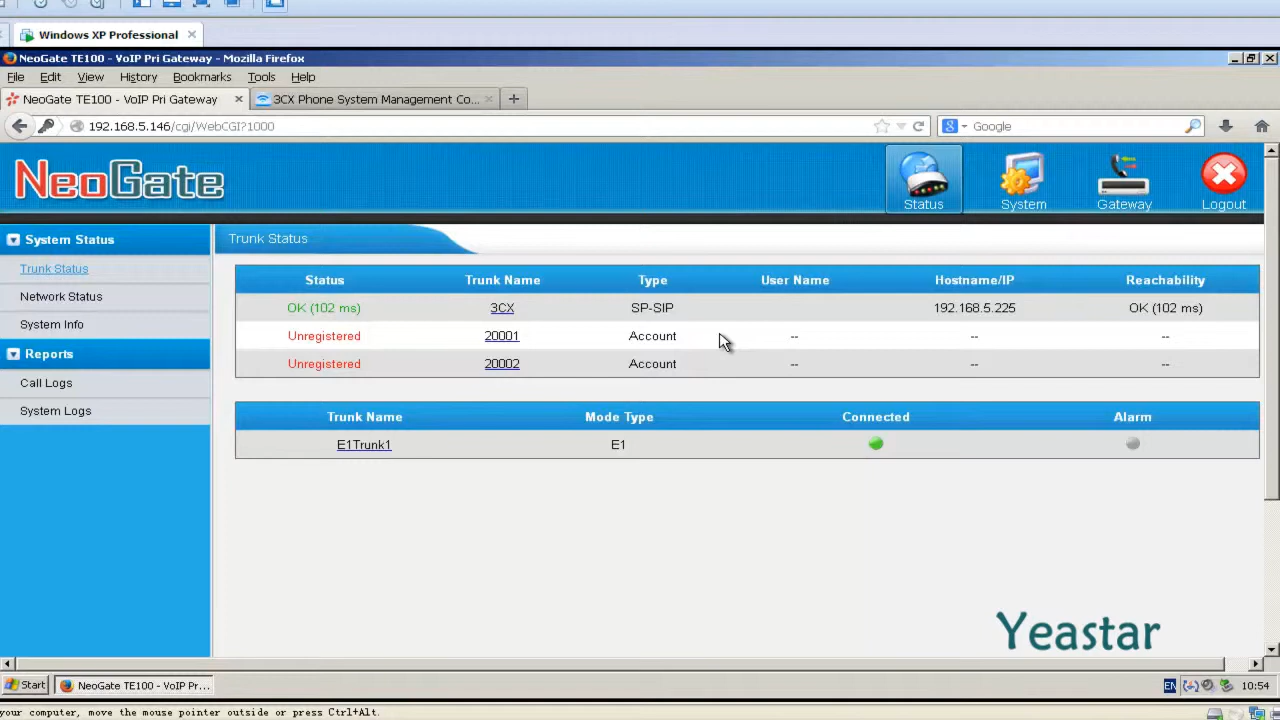 Windows XP Professional
NeoGate TE100 - VoIP Pri Gateway - Mozilla Firefox
File Edit View History Bookmarks Tools Help
NeoGate TE100 - VoIP Pri Gateway
3CX Phone System Management Co...
192.168.5.146/cgi/WebCGI?1000
Google
NeoGate
Status System Gateway Logout
System Status
Trunk Status
Network Status
System Info
Reports
Call Logs
System Logs
Trunk Status
Status Trunk Name Type User Name Hostname/IP Reachability
OK (102 ms) 3CX SP-SIP 192.168.5.225 OK (102 ms)
Unregistered 20001 Account -- -- --
Unregistered 20002 Account -- -- --
Trunk Name Mode Type Connected Alarm
E1Trunk1 E1
Yeastar
Start
NeoGate TE100 - VoIP Pr...
EN
10:54
your computer, move the mouse pointer outside or press Ctrl+Alt.